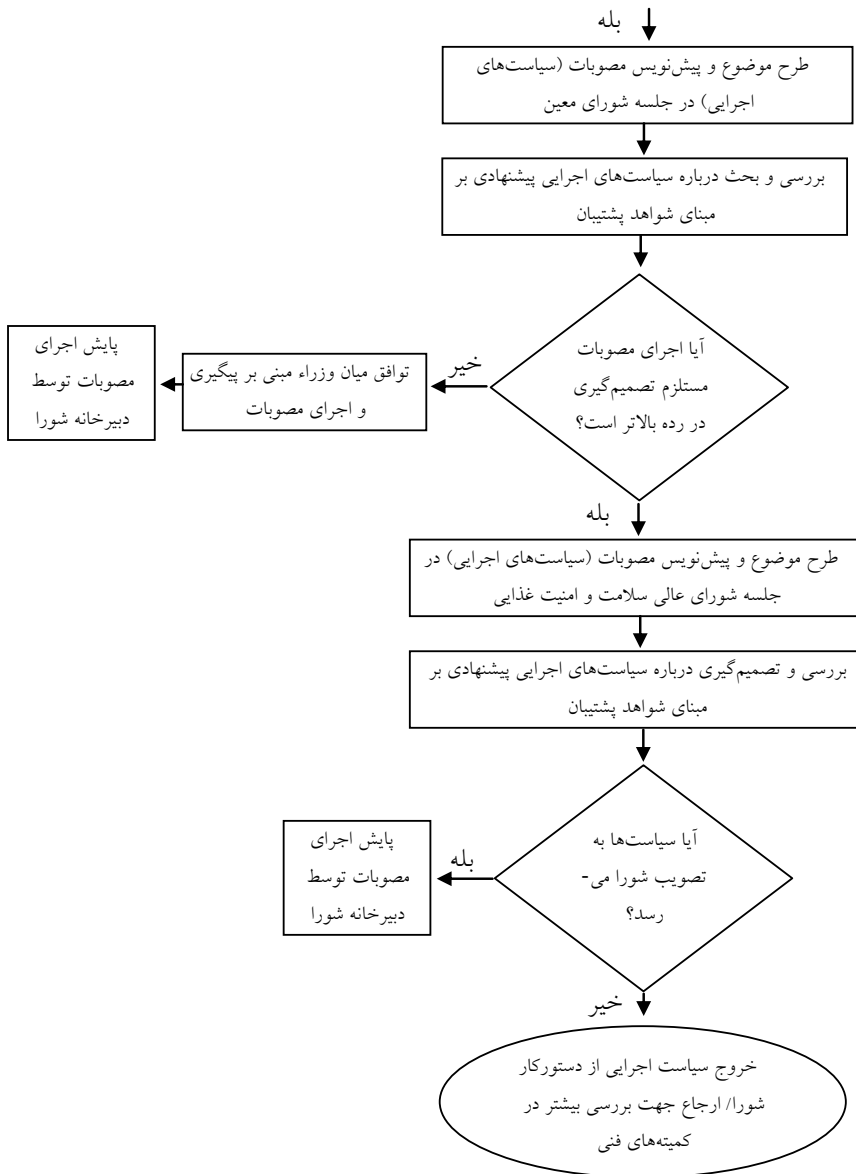 بله
طرح موضوع و پیش‌نویس مصوبات (سیاست‌های
اجرایی) در جلسه شورای معین
بررسی و بحث درباره سیاست‌های اجرایی پیشنهادی بر
مبنای شواهد پشتیبان
آیا اجرای مصوبات
مستلزم تصمیم‌گیری
در رده بالاتر است؟
خیر
توافق میان وزراء مبنی بر پیگیری
و اجرای مصوبات
پایش اجرای
مصوبات توسط
دبیرخانه شورا
بله
طرح موضوع و پیش‌نویس مصوبات (سیاست‌های اجرایی) در
جلسه شورای عالی سلامت و امنیت غذایی
بررسی و تصمیم‌گیری درباره سیاست‌های اجرایی پیشنهادی بر
مبنای شواهد پشتیبان
آیا سیاست‌ها به
تصویب شورا می-
رسد؟
بله
پایش اجرای
مصوبات توسط
دبیرخانه شورا
خیر
خروج سیاست اجرایی از دستورکار
شورا/ ارجاع جهت بررسی بیشتر در
کمیته‌های فنی